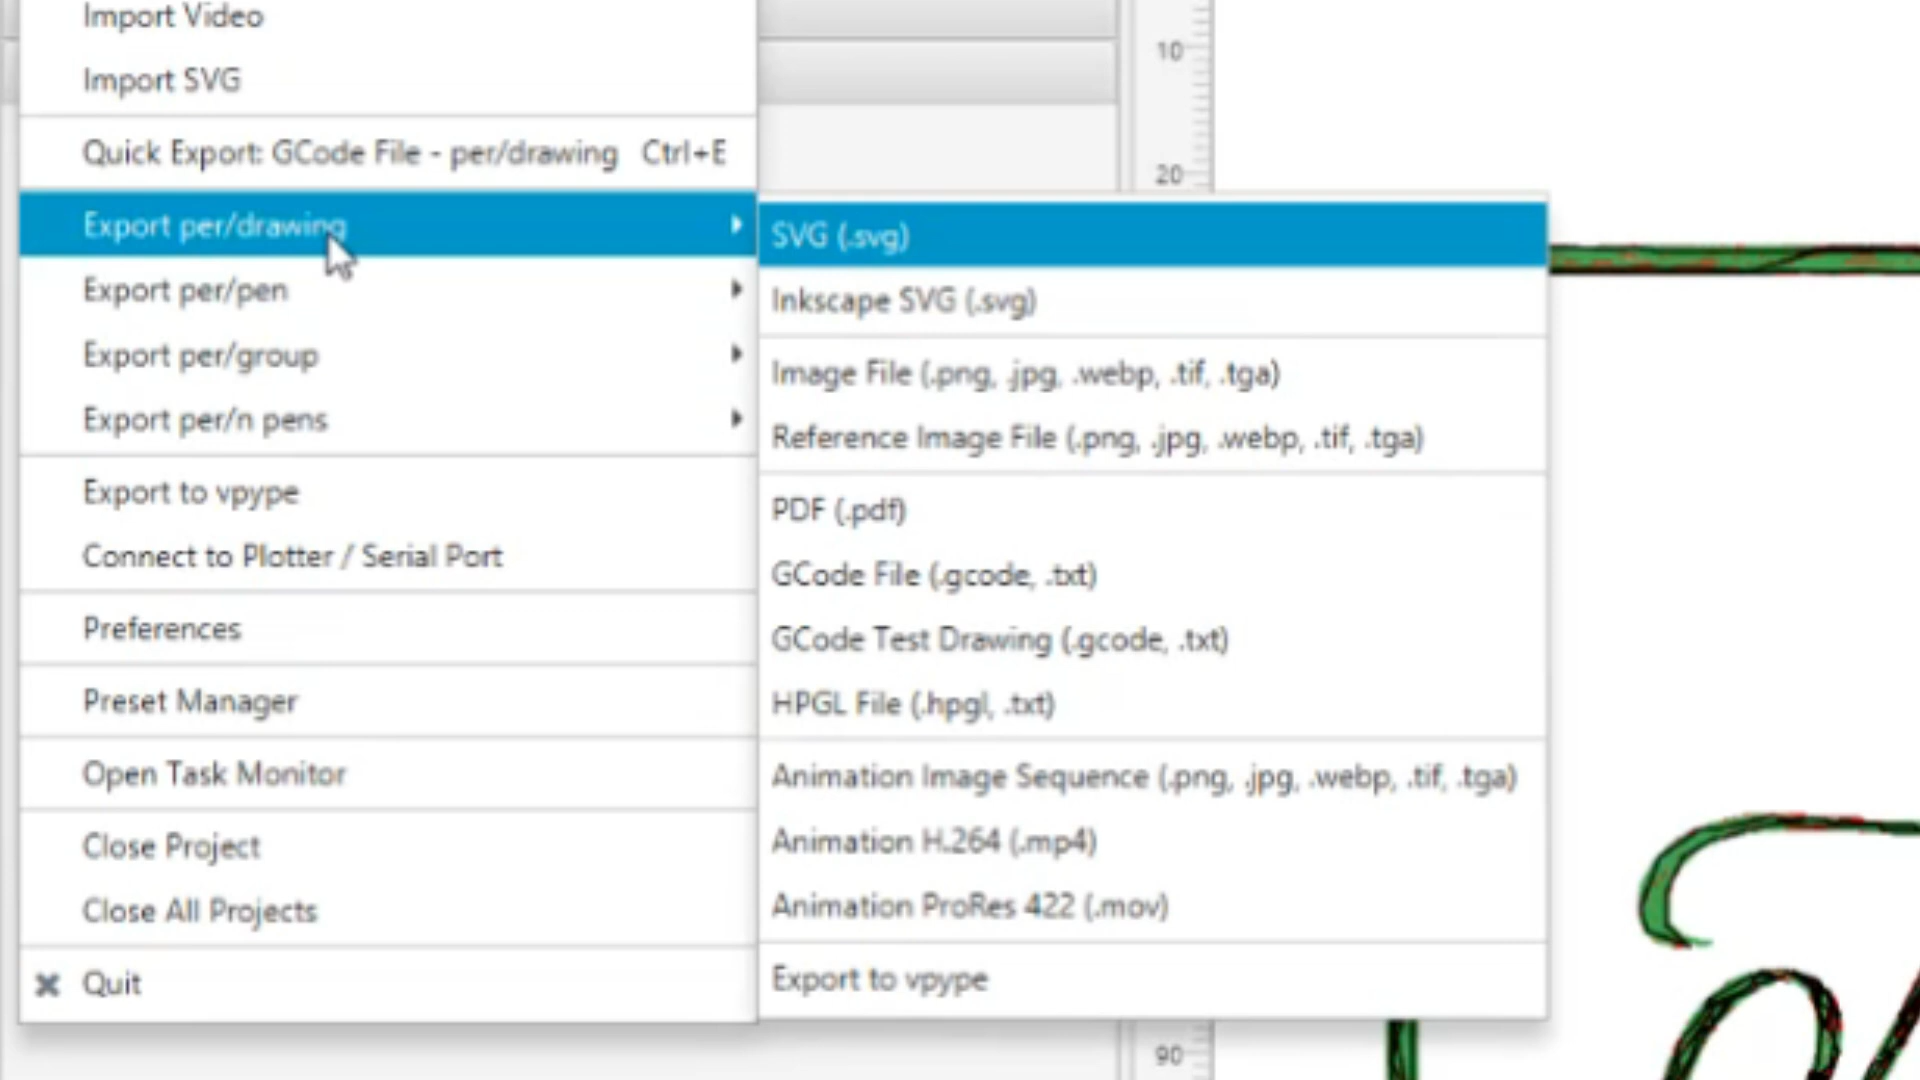 Import Video
Import SVG
Quick Export: GCode File - per/drawing Ctrl+E
Export per/drawing
Export per/pen
Export per/group
Export per/n pens
Export to vpype
Connect to Plotter / Serial Port
Preferences
Preset Manager
Open Task Monitor
Close Project
Close All Projects
Quit
SVG (.svg)
Inkscape SVG (.svg)
Image File (.png, .jpg, .webp, .tif, .tga)
Reference Image File (.png, .jpg, .webp, .tif, .tga)
PDF (.pdf)
GCode File (.gcode, .txt)
GCode Test Drawing (.gcode, .txt)
HPGL File (.hpgl, .txt)
Animation Image Sequence (.png, .jpg, .webp, .tif, .tga)
Animation H.264 (.mp4)
Animation ProRes 422 (.mov)
Export to vpype
10
20
90